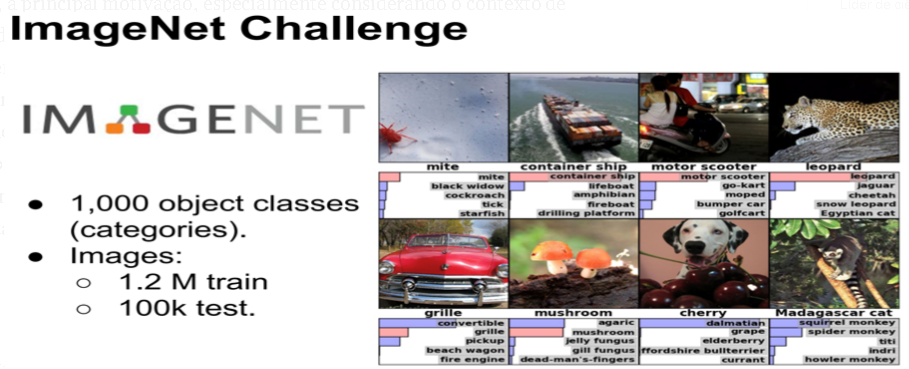 , a principal motivação, especialmente considerando o contexto de
ImageNet Challenge
IMAGENET
● 1,000 object classes
(categories).
● Images:
○ 1.2 M train
○ 100k test.
mite container ship motor scooter leopard
mite container ship motor scooter leopard
black widow lifeboat go-kart jaguar
cockroach amphibian moped cheetah
tick fireboat bumper car snow leopard
starfish drilling platform golfcart Egyptian cat
grille mushroom cherry Madagascar cat
convertible agaric dalmatian squirrel monkey
grille mushroom grape spider monkey
pickup jelly fungus elderberry titi
beach wagon gill fungus ffordshire bullterrier indri
fire engine dead-man's-fingers currant howler monkey